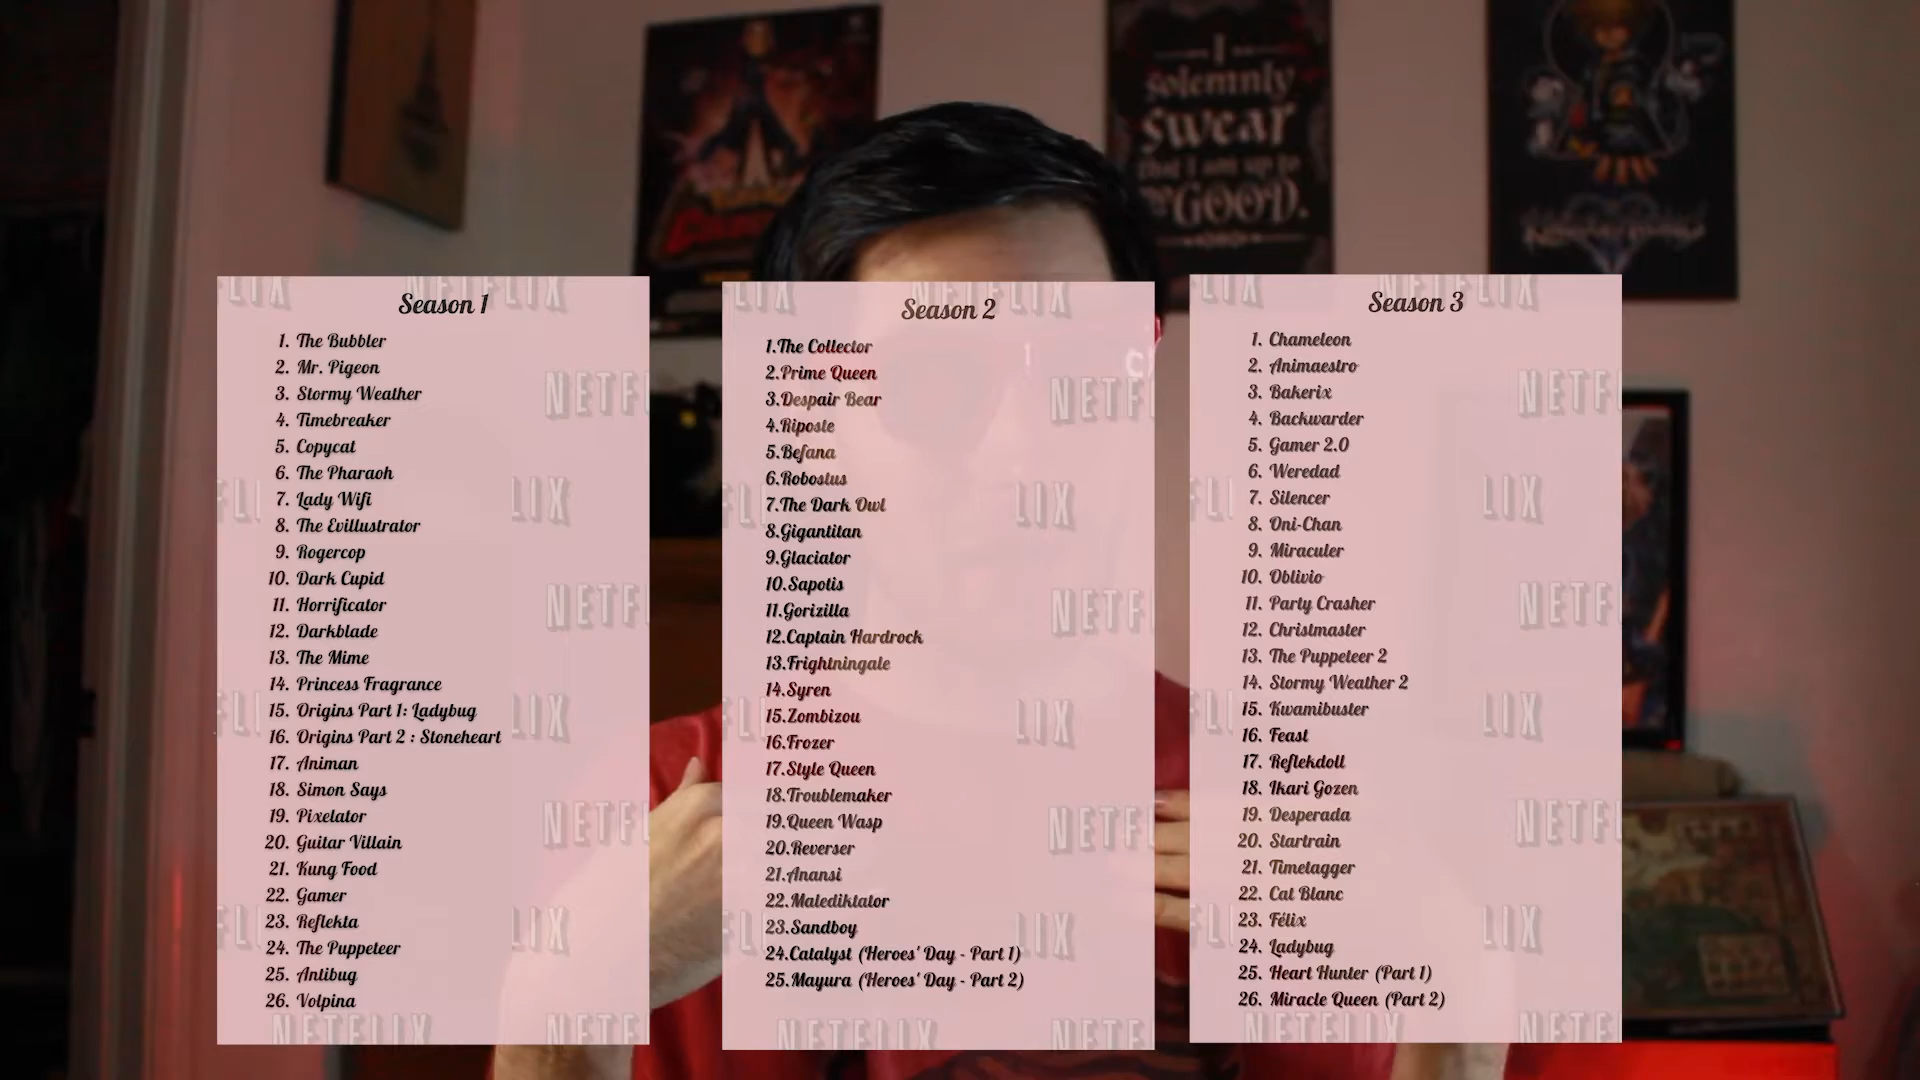 I
solemnly
swear
that I am up to
no GOOD.
Season 1
1. The Bubbler
2. Mr. Pigeon
3. Stormy Weather
4. Timebreaker
5. Copycat
6. The Pharaoh
7. Lady Wifi
8. The Evillustrator
9. Rogercop
10. Dark Cupid
11. Horrificator
12. Darkblade
13. The Mime
14. Princess Fragrance
15. Origins Part 1: Ladybug
16. Origins Part 2 : Stoneheart
17. Animan
18. Simon Says
19. Pixelator
20. Guitar Villain
21. Kung Food
22. Gamer
23. Reflekta
24. The Puppeteer
25. Antibug
26. Volpina
Season 2
1.The Collector
2.Prime Queen
3.Despair Bear
4.Riposte
5.Befana
6.Robostus
7.The Dark Owl
8.Gigantitan
9.Glaciator
10.Sapotis
11.Gorizilla
12.Captain Hardrock
13.Frightningale
14.Syren
15.Zombizou
16.Frozer
17.Style Queen
18.Troublemaker
19.Queen Wasp
20.Reverser
21.Anansi
22.Malediktator
23.Sandboy
24.Catalyst (Heroes' Day - Part 1)
25.Mayura (Heroes' Day - Part 2)
Season 3
1. Chameleon
2. Animaestro
3. Bakerix
4. Backwarder
5. Gamer 2.0
6. Weredad
7. Silencer
8. Oni-Chan
9. Miraculer
10. Oblivio
11. Party Crasher
12. Christmaster
13. The Puppeteer 2
14. Stormy Weather 2
15. Kwamibuster
16. Feast
17. Reflekdoll
18. Ikari Gozen
19. Desperada
20. Startrain
21. Timetagger
22. Cat Blanc
23. Félix
24. Ladybug
25. Heart Hunter (Part 1)
26. Miracle Queen (Part 2)
NETFLIX